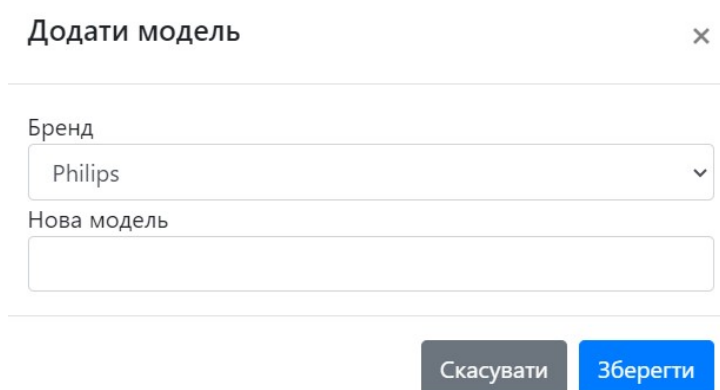 Додати модель
×
Бренд
Philips
Нова модель
Скасувати Зберегти